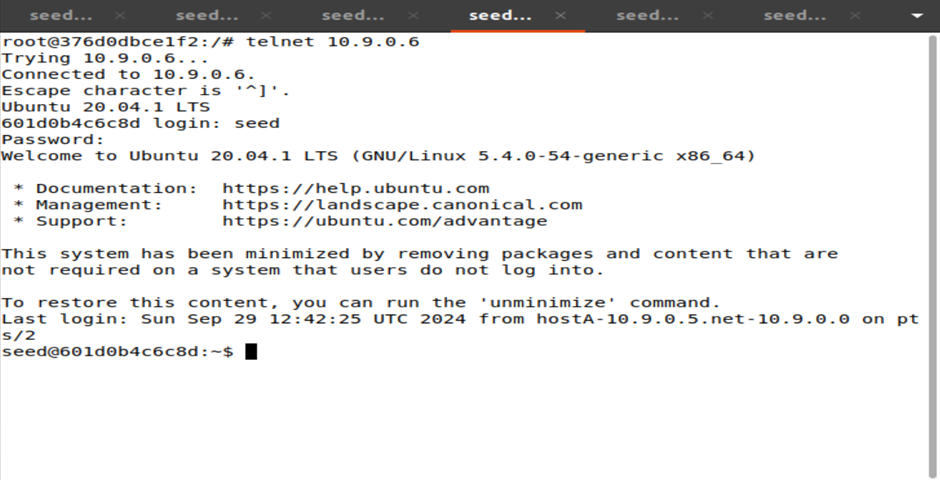 seed... × seed... × seed... × seed... × seed... × seed... ×
root@376d0dbce1f2:/# telnet 10.9.0.6
Trying 10.9.0.6...
Connected to 10.9.0.6.
Escape character is '^]'.
Ubuntu 20.04.1 LTS
601d0b4c6c8d login: seed
Password:
Welcome to Ubuntu 20.04.1 LTS (GNU/Linux 5.4.0-54-generic x86_64)
* Documentation:  https://help.ubuntu.com
* Management:     https://landscape.canonical.com
* Support:        https://ubuntu.com/advantage
This system has been minimized by removing packages and content that are
not required on a system that users do not log into.
To restore this content, you can run the 'unminimize' command.
Last login: Sun Sep 29 12:42:25 UTC 2024 from hostA-10.9.0.5.net-10.9.0.0 on pt
s/2
seed@601d0b4c6c8d:~$